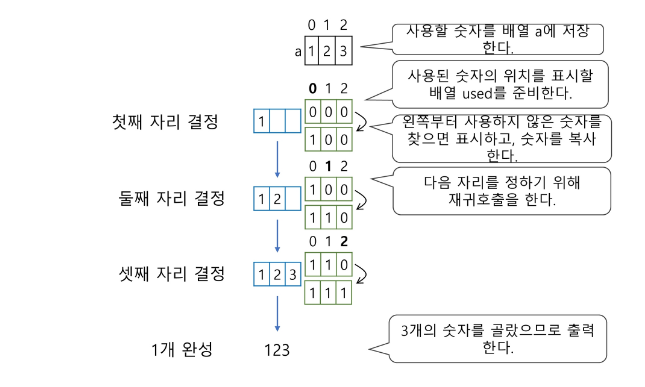 0 1 2
a 1 2 3
사용할 숫자를 배열 a에 저장
한다.
사용된 숫자의 위치를 표시할
배열 used를 준비한다.
0 1 2
첫째 자리 결정
1
0 0 0
1 0 0
왼쪽부터 사용하지 않은 숫자를
찾으면 표시하고, 숫자를 복사
한다.
0 1 2
둘째 자리 결정
1 2
1 0 0
1 1 0
다음 자리를 정하기 위해
재귀호출을 한다.
0 1 2
셋째 자리 결정
1 2 3
1 1 0
1 1 1
1개 완성
123
3개의 숫자를 골랐으므로 출력
한다.